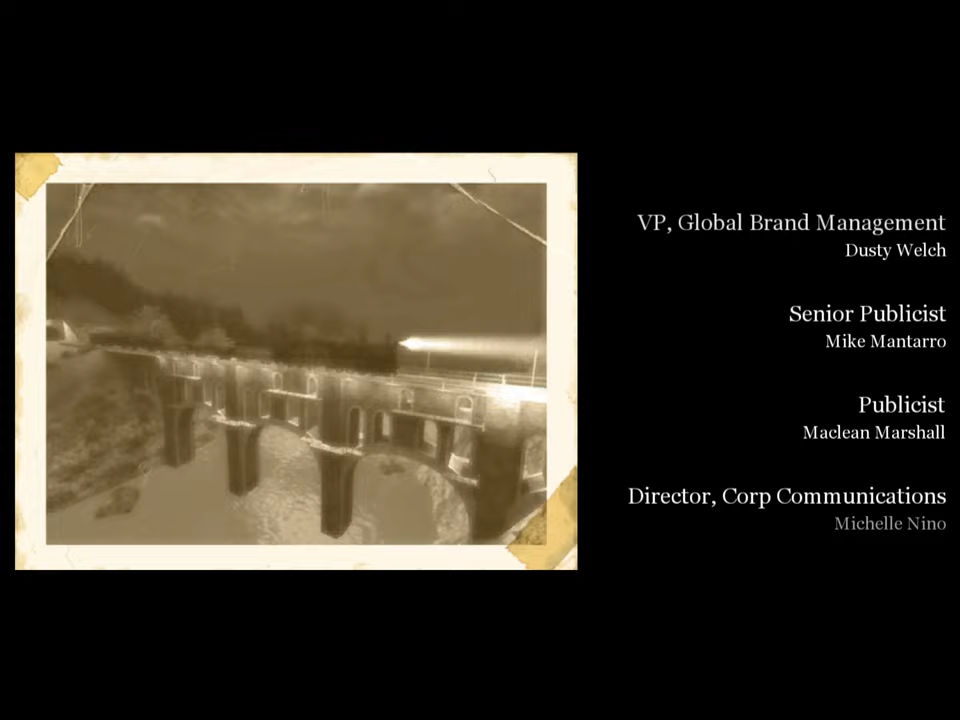 VP, Global Brand Management
Dusty Welch
Senior Publicist
Mike Mantarro
Publicist
Maclean Marshall
Director, Corp Communications
Michelle Nino